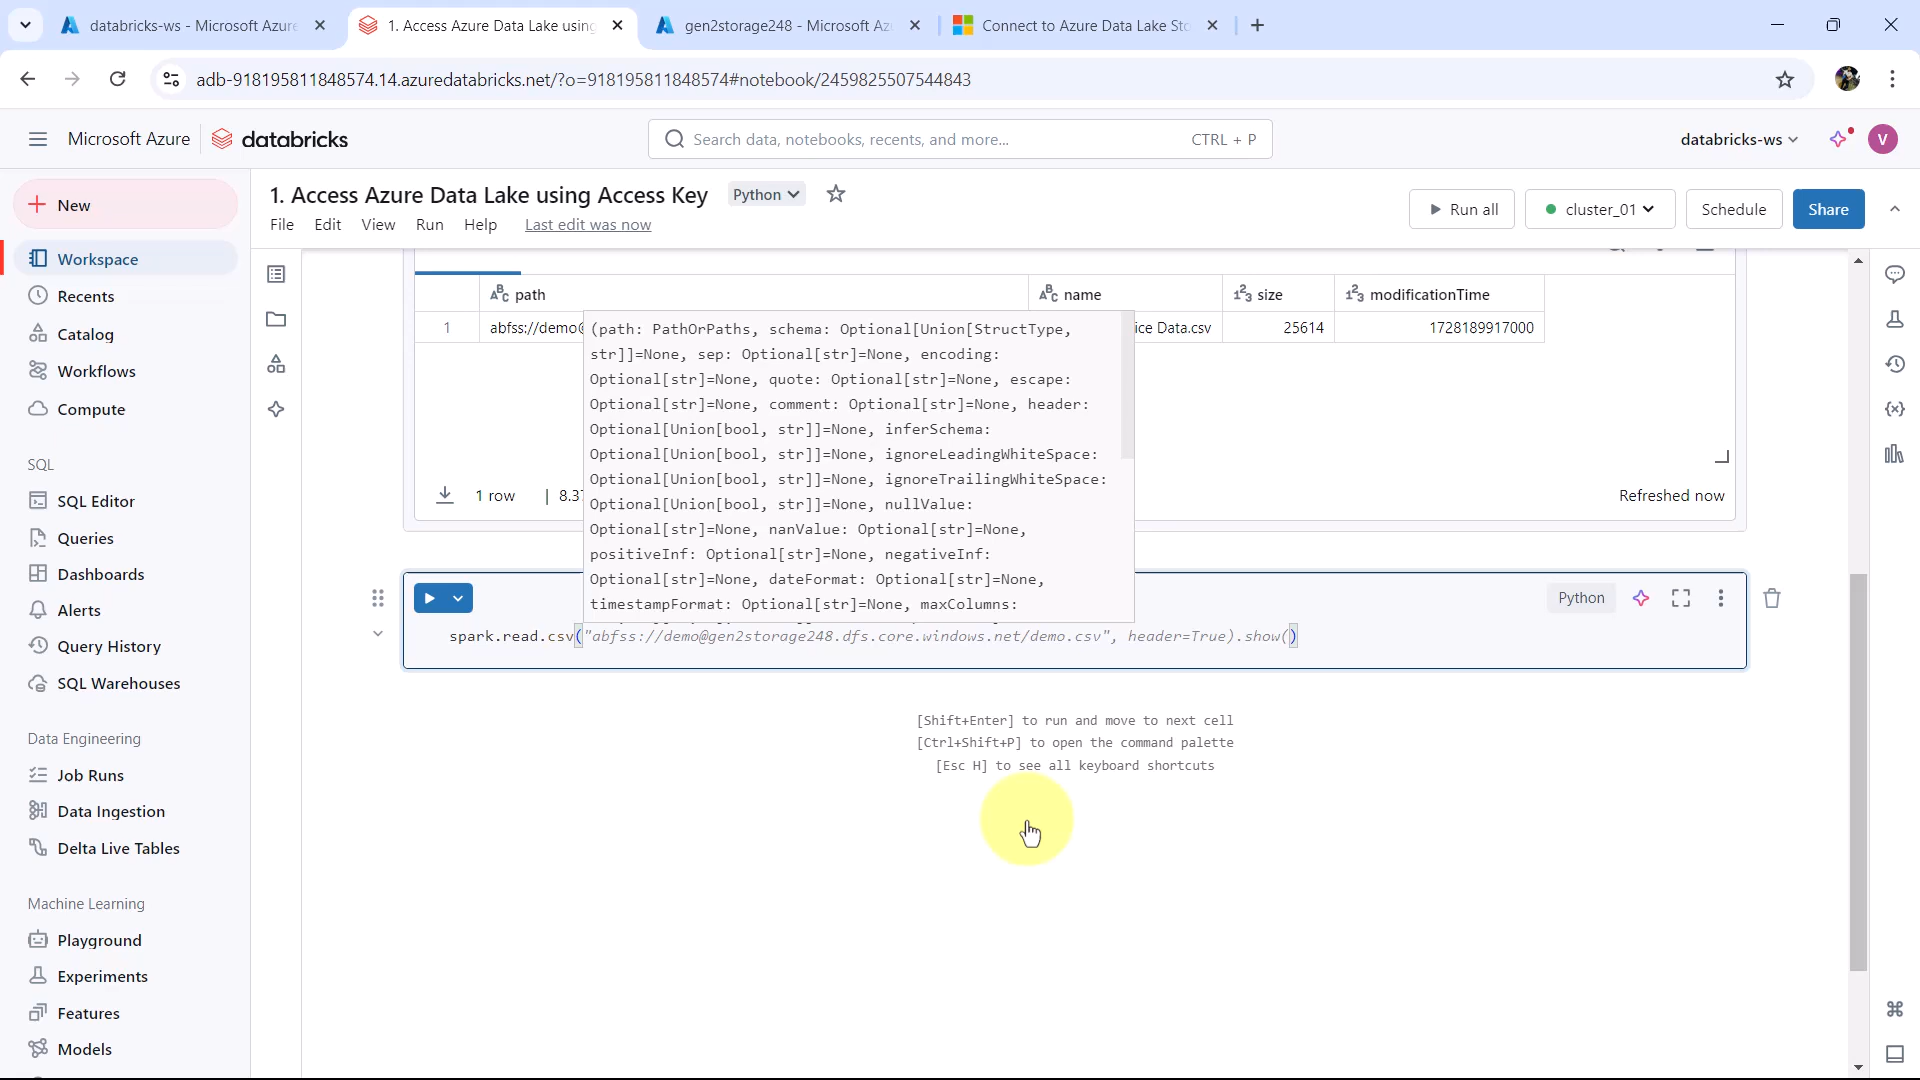 databricks-ws - Microsoft Azure
1. Access Azure Data Lake using
gen2storage248 - Microsoft Az
Connect to Azure Data Lake Sto
adb-918195811848574.14.azuredatabricks.net/?o=918195811848574#notebook/2459825507544843
Microsoft Azure
databricks
Search data, notebooks, recents, and more...
CTRL + P
databricks-ws
V
New
Workspace
Recents
Catalog
Workflows
Compute
SQL
SQL Editor
Queries
Dashboards
Alerts
Query History
SQL Warehouses
Data Engineering
Job Runs
Data Ingestion
Delta Live Tables
Machine Learning
Playground
Experiments
Features
Models
1. Access Azure Data Lake using Access Key
Python
File Edit View Run Help Last edit was now
Run all
cluster_01
Schedule
Share
path name size modificationTime
1 abfss://demo@ ice Data.csv 25614 1728189917000
(path: PathOrPaths, schema: Optional[Union[StructType,
str]]=None, sep: Optional[str]=None, encoding:
Optional[str]=None, quote: Optional[str]=None, escape:
Optional[str]=None, comment: Optional[str]=None, header:
Optional[Union[bool, str]]=None, inferSchema:
Optional[Union[bool, str]]=None, ignoreLeadingWhiteSpace:
Optional[Union[bool, str]]=None, ignoreTrailingWhiteSpace:
Optional[Union[bool, str]]=None, nullValue:
Optional[str]=None, nanValue: Optional[str]=None,
positiveInf: Optional[str]=None, negativeInf:
Optional[str]=None, dateFormat: Optional[str]=None,
timestampFormat: Optional[str]=None, maxColumns:
1 row | 8.37
Refreshed now
Python
spark.read.csv("abfss://demo@gen2storage248.dfs.core.windows.net/demo.csv", header=True).show()
[Shift+Enter] to run and move to next cell
[Ctrl+Shift+P] to open the command palette
[Esc H] to see all keyboard shortcuts